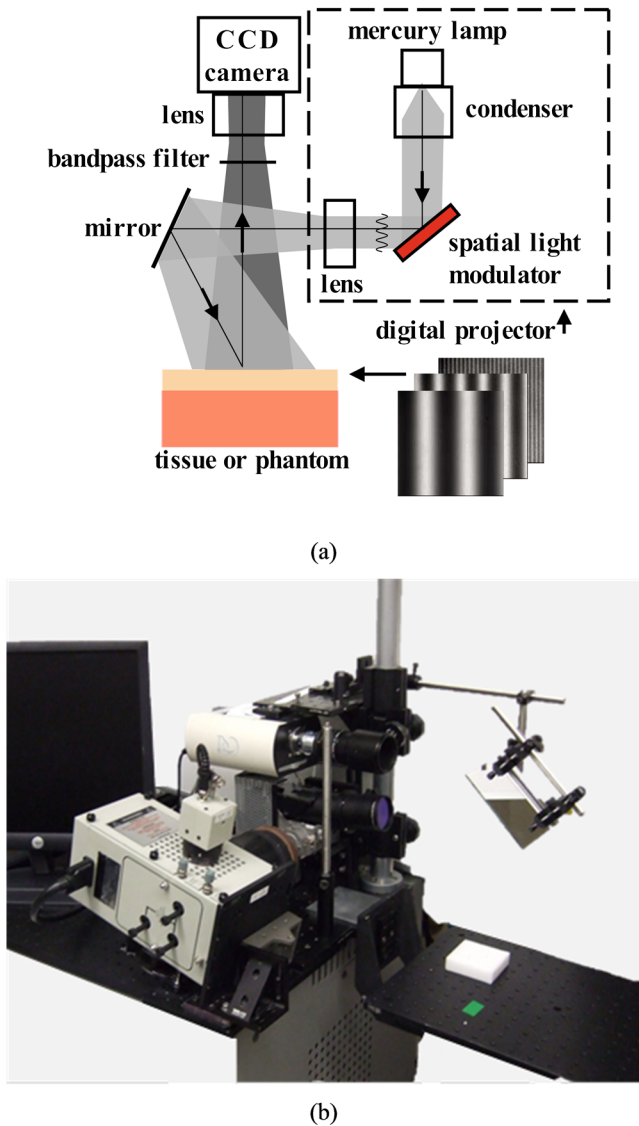 CCD
camera
lens
bandpass filter
mirror
mercury lamp
condenser
lens
spatial light
modulator
digital projector
tissue or phantom
(a)
(b)